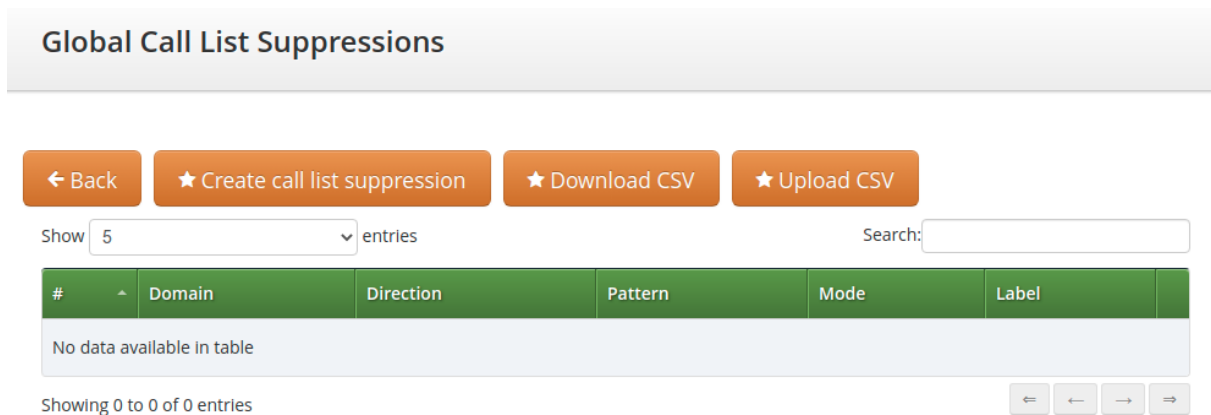 Global Call List Suppressions
← Back ★ Create call list suppression ★ Download CSV ★ Upload CSV
Show 5 entries Search:
# Domain Direction Pattern Mode Label
No data available in table
Showing 0 to 0 of 0 entries ⇐ ← → ⇒